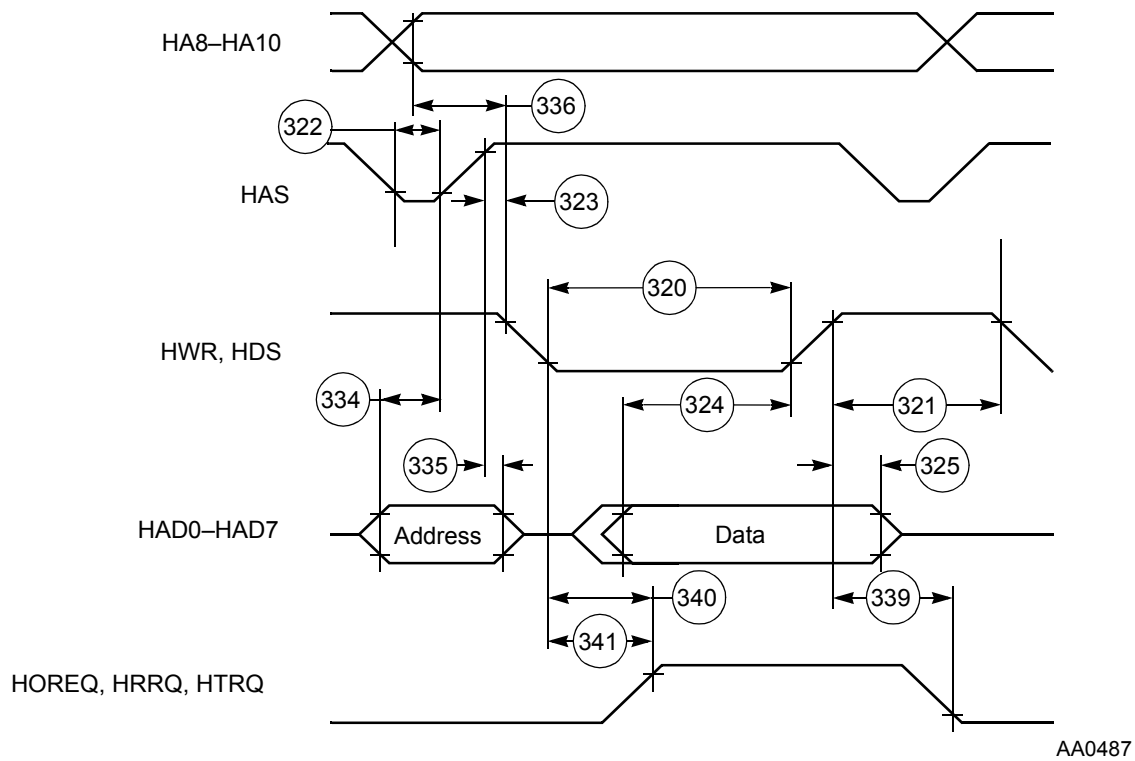 HA8–HA10
336
322
HAS
323
320
HWR, HDS
334
324
321
335
325
HAD0–HAD7
Address
Data
340
339
341
HOREQ, HRRQ, HTRQ
AA0487